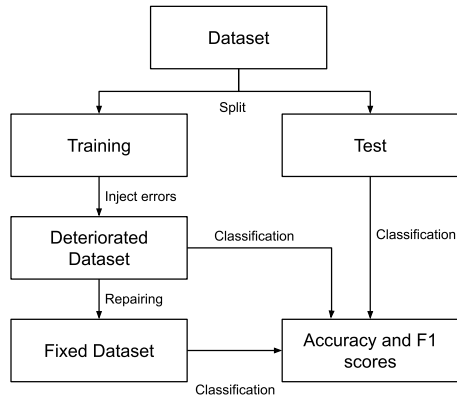 Dataset
Split
Training
Test
Inject errors
Deteriorated
Dataset
Classification
Classification
Repairing
Fixed Dataset
Accuracy and F1
scores
Classification